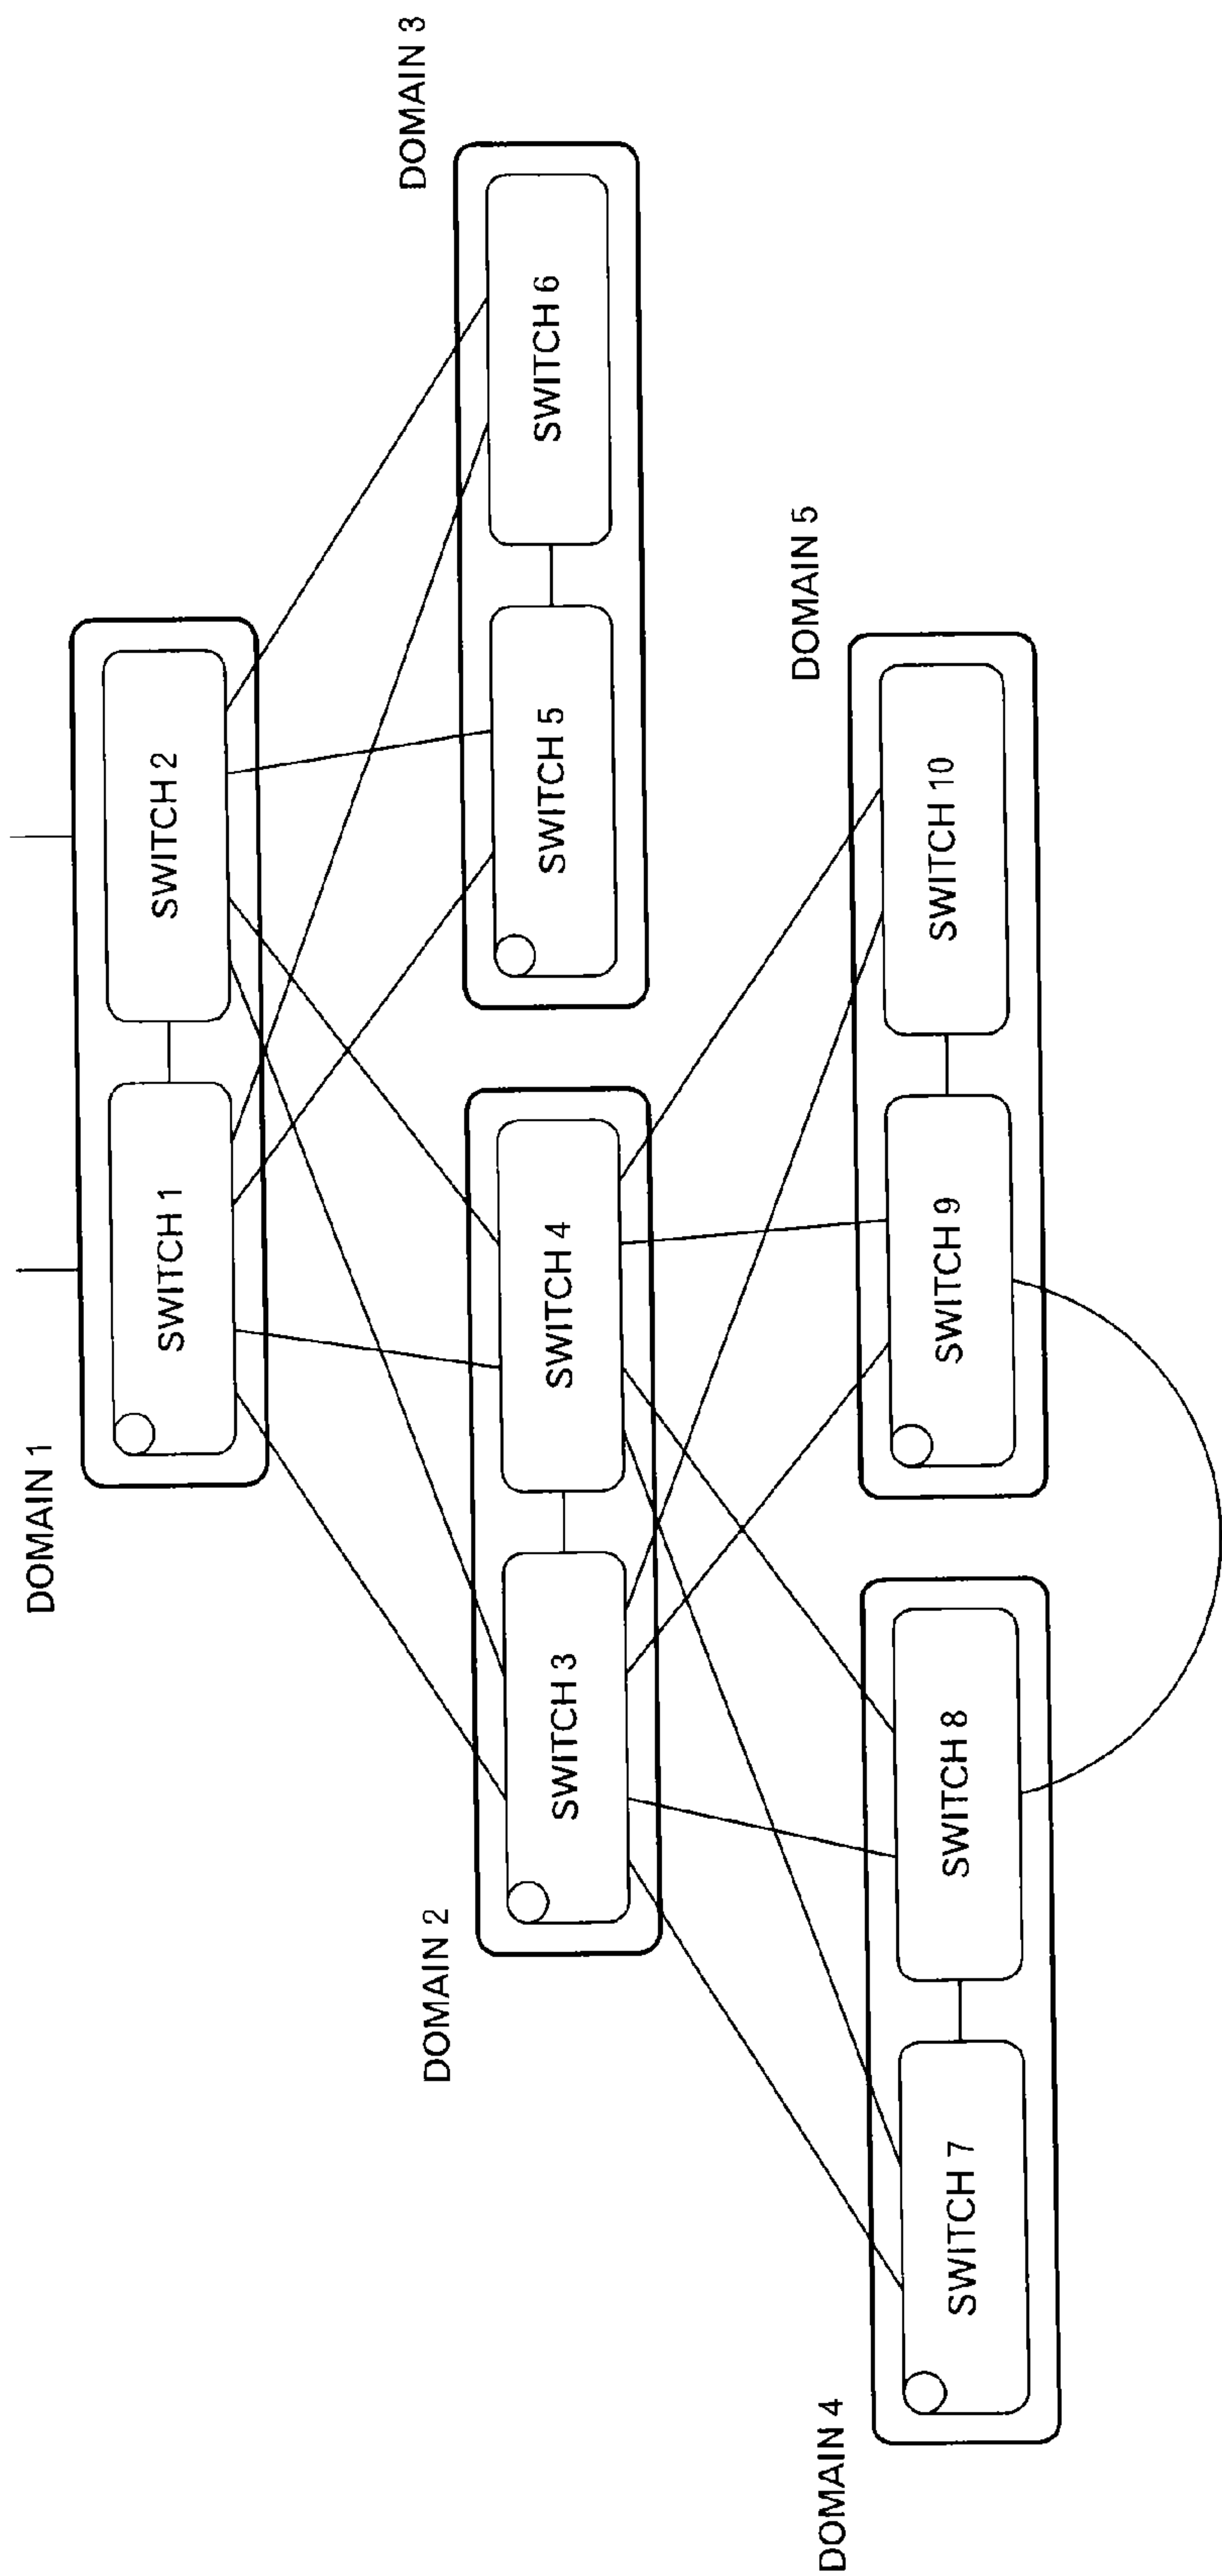 DOMAIN 1
SWITCH 1
SWITCH 2
DOMAIN 2
DOMAIN 3
SWITCH 3
SWITCH 4
SWITCH 5
SWITCH 6
DOMAIN 4
DOMAIN 5
SWITCH 7
SWITCH 8
SWITCH 9
SWITCH 10